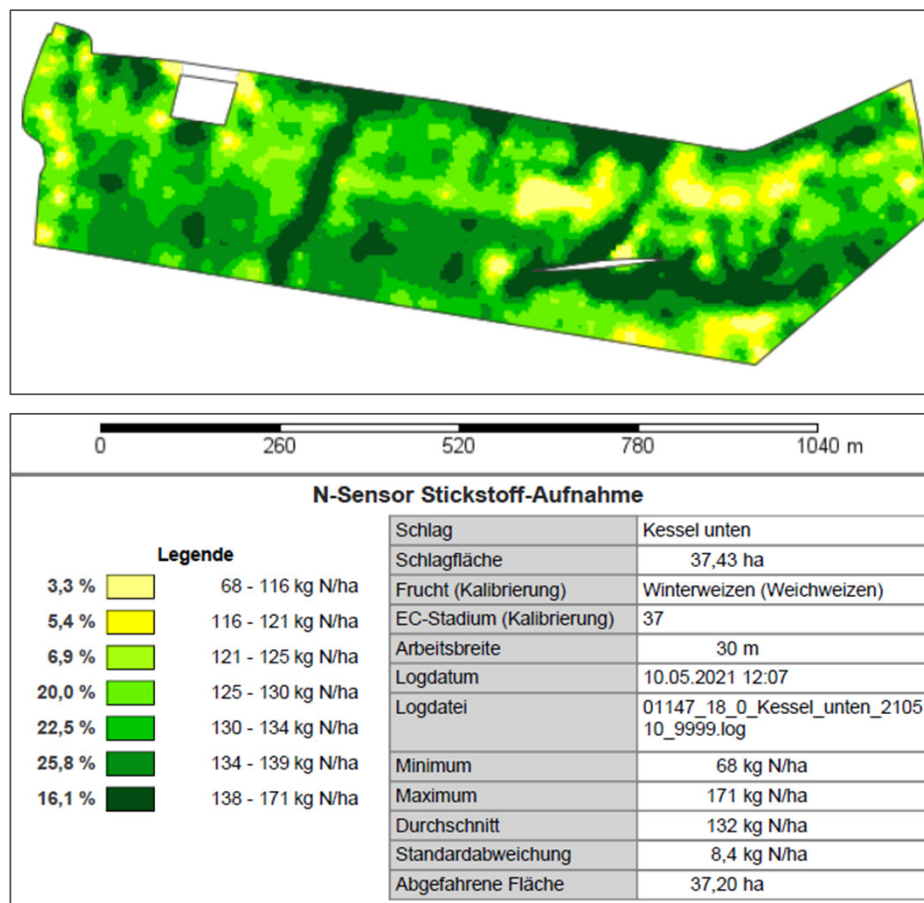 0 260 520 780 1040 m
N-Sensor Stickstoff-Aufnahme
Legende
3,3 % 68 - 116 kg N/ha
5,4 % 116 - 121 kg N/ha
6,9 % 121 - 125 kg N/ha
20,0 % 125 - 130 kg N/ha
22,5 % 130 - 134 kg N/ha
25,8 % 134 - 139 kg N/ha
16,1 % 138 - 171 kg N/ha
Schlag Kessel unten
Schlagfläche 37,43 ha
Frucht (Kalibrierung) Winterweizen (Weichweizen)
EC-Stadium (Kalibrierung) 37
Arbeitsbreite 30 m
Logdatum 10.05.2021 12:07
Logdatei 01147_18_0_Kessel_unten_2105
10_9999.log
Minimum 68 kg N/ha
Maximum 171 kg N/ha
Durchschnitt 132 kg N/ha
Standardabweichung 8,4 kg N/ha
Abgefahrene Fläche 37,20 ha